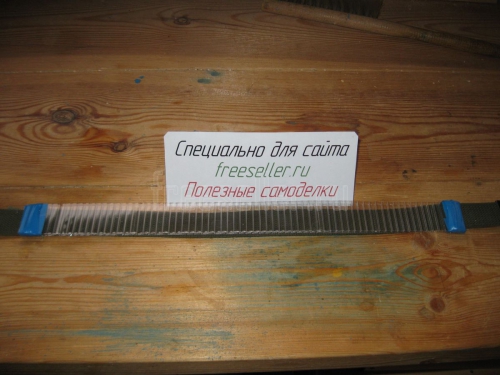 Специально для сайта
freeseller.ru
Полезные самоделки